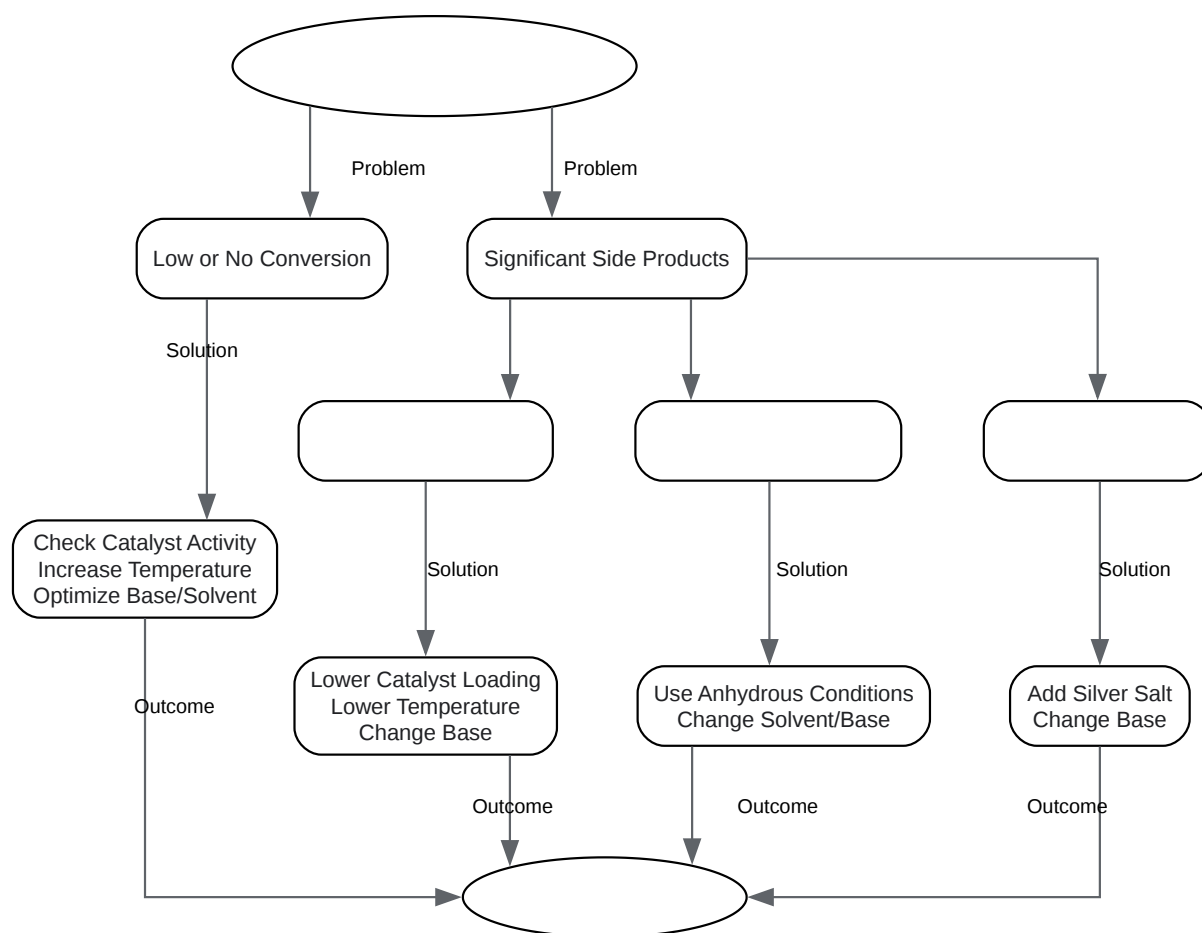 Problem
Problem
Low or No Conversion
Significant Side Products
Solution
Check Catalyst Activity
Increase Temperature
Optimize Base/Solvent
Solution
Solution
Solution
Lower Catalyst Loading
Lower Temperature
Change Base
Use Anhydrous Conditions
Change Solvent/Base
Add Silver Salt
Change Base
Outcome
Outcome
Outcome
Outcome